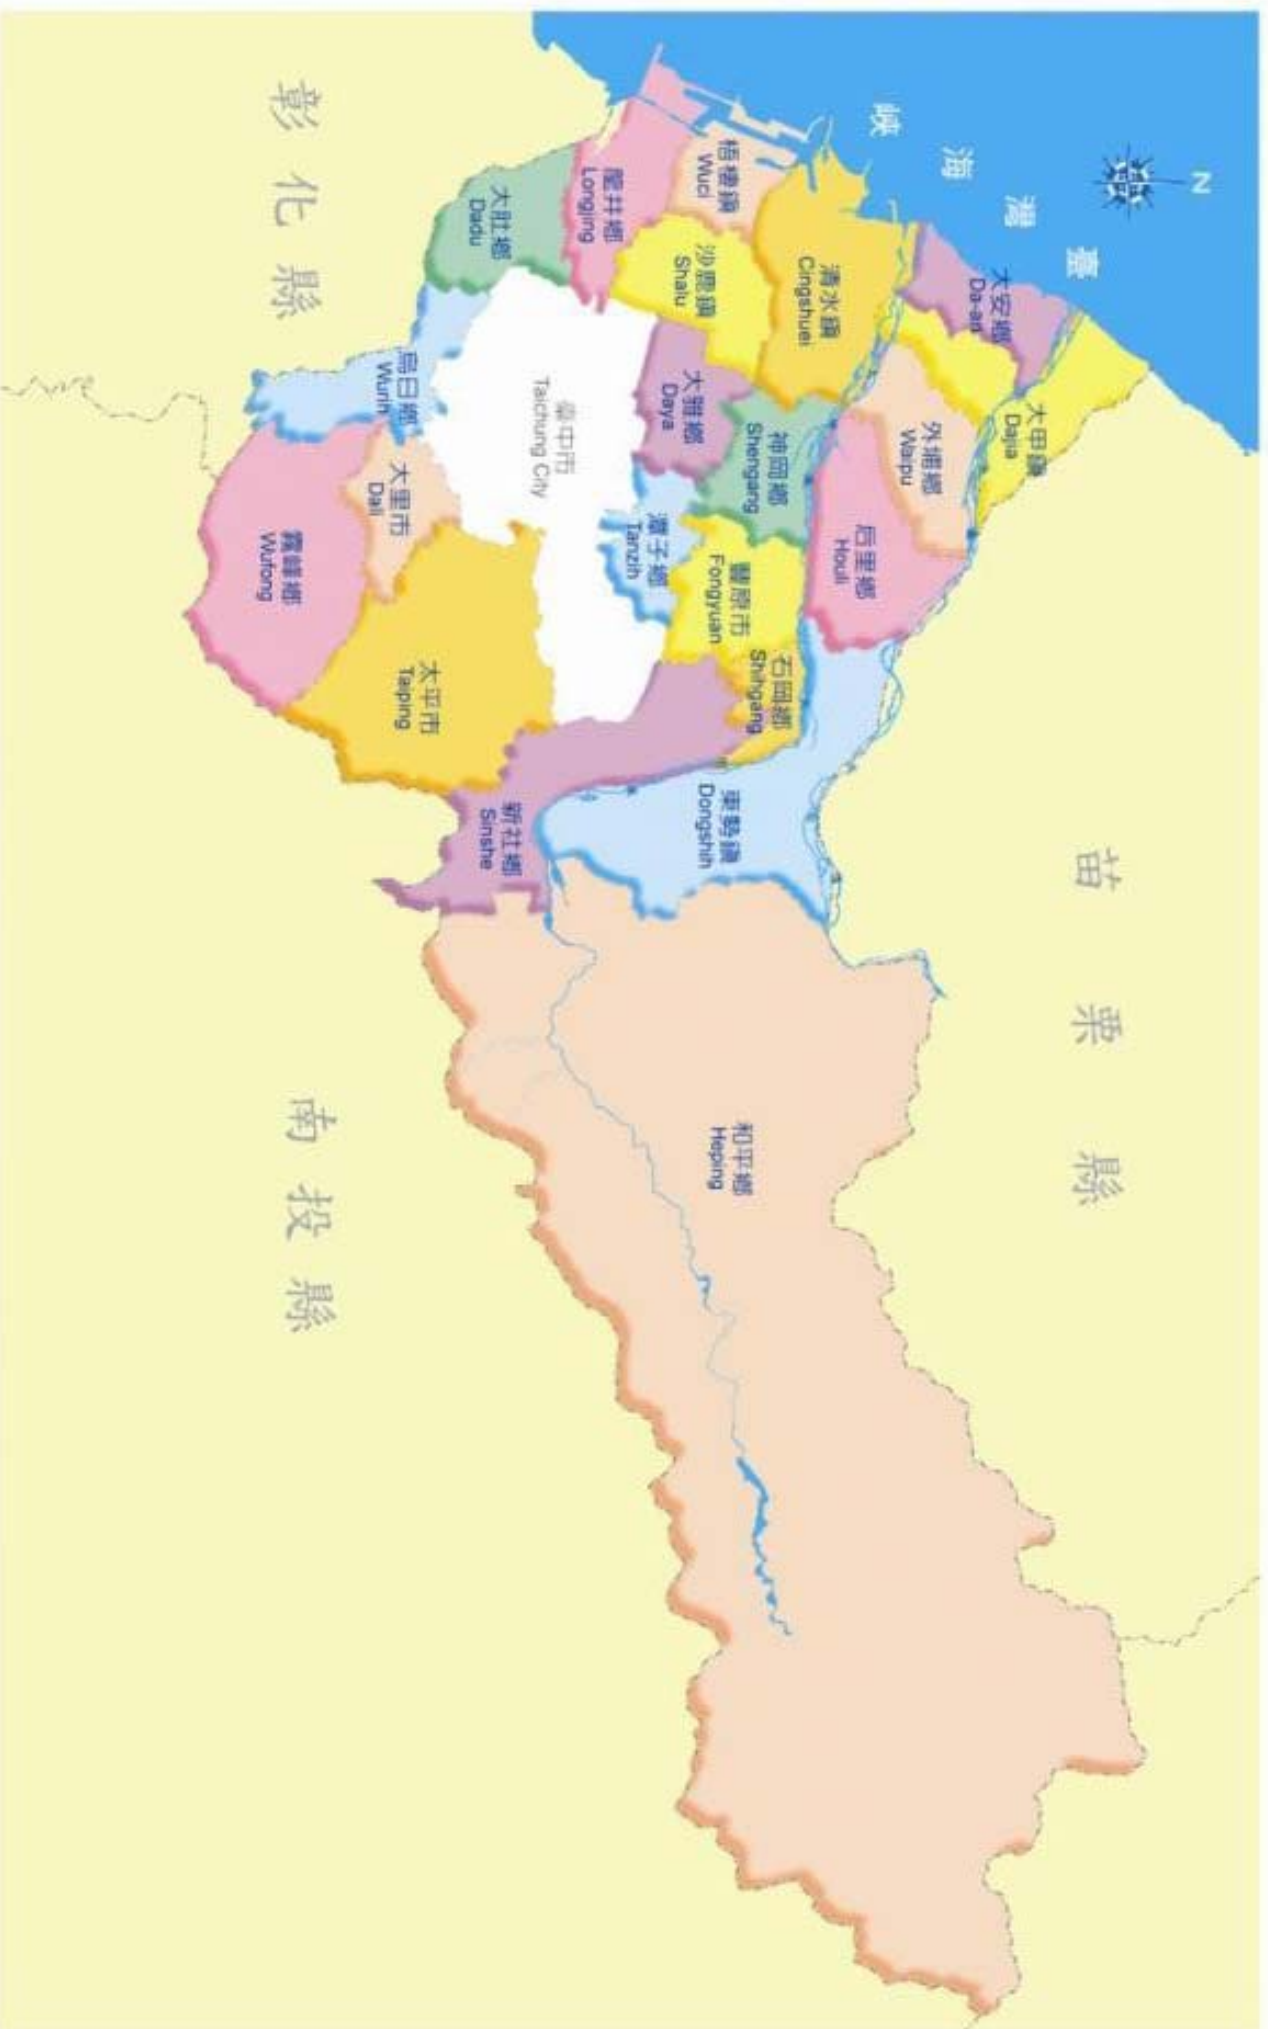 N
臺灣海峽
苗栗縣
大甲鎮
Dajia
大安鄉
Da-an
外埔鄉
Waipu
后里鄉
Houli
清水鎮
Cingshuei
神岡鄉
Shengang
石岡鄉
Shihgang
梧棲鎮
Wuci
豐原市
Fongyuan
東勢鎮
Dongshih
和平鄉
Heping
沙鹿鎮
Shalu
大雅鄉
Daya
潭子鄉
Tanzih
龍井鄉
Longjing
臺中市
Taichung City
大肚鄉
Dadu
新社鄉
Sinshe
太平市
Taiping
烏日鄉
Wurih
大里市
Dali
霧峰鄉
Wufong
彰化縣
南投縣